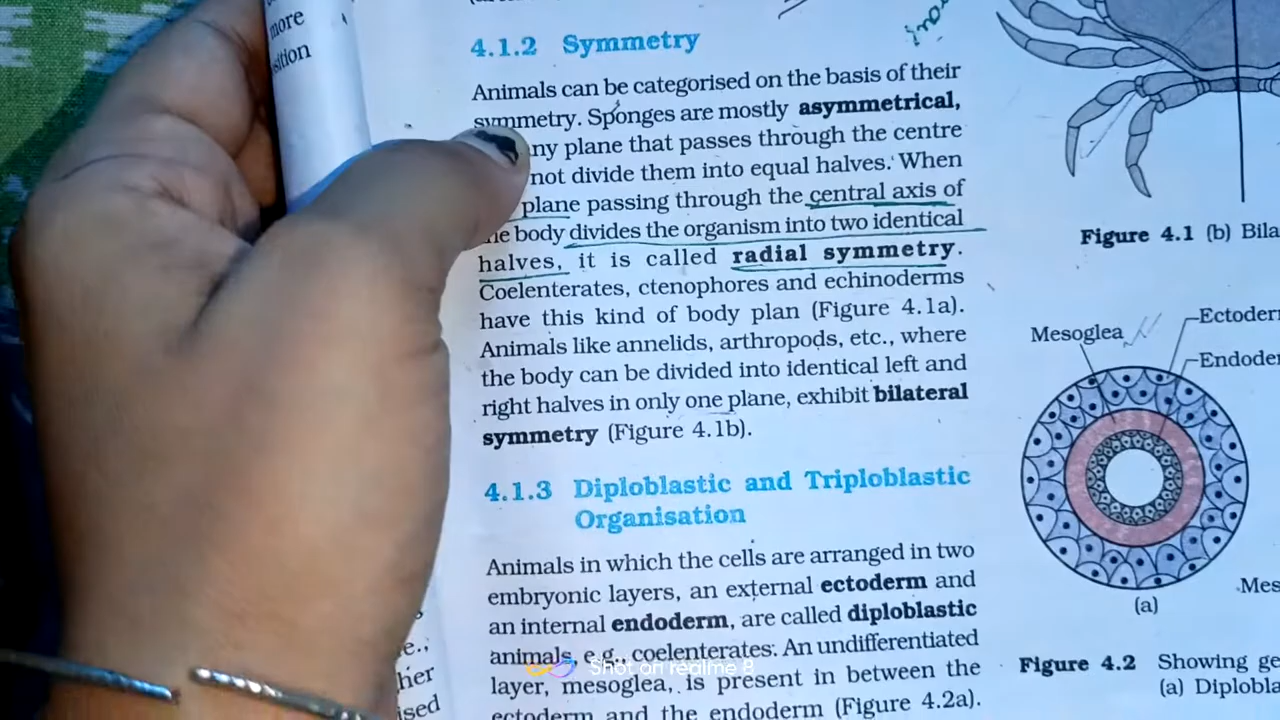 more
sition
4.1.2 Symmetry
Animals can be categorised on the basis of their
symmetry. Sponges are mostly asymmetrical,
ny plane that passes through the centre
not divide them into equal halves. When
plane passing through the central axis of
he body divides the organism into two identical
halves, it is called radial symmetry.
Coelenterates, ctenophores and echinoderms
have this kind of body plan (Figure 4.1a).
Animals like annelids, arthropods, etc., where
the body can be divided into identical left and
right halves in only one plane, exhibit bilateral
symmetry (Figure 4.1b).
4.1.3 Diploblastic and Triploblastic
Organisation
Animals in which the cells are arranged in two
embryonic layers, an external ectoderm and
an internal endoderm, are called diploblastic
animals, e.g., coelenterates. An undifferentiated
layer, mesoglea, is present in between the
ectoderm and the endoderm (Figure 4.2a).
e.,
her
ised
Figure 4.1 (b) Bila
Ectoder
Mesoglea
Endode
(a)
Mes
Figure 4.2 Showing ge
(a) Diplobla
Shot on realme 8